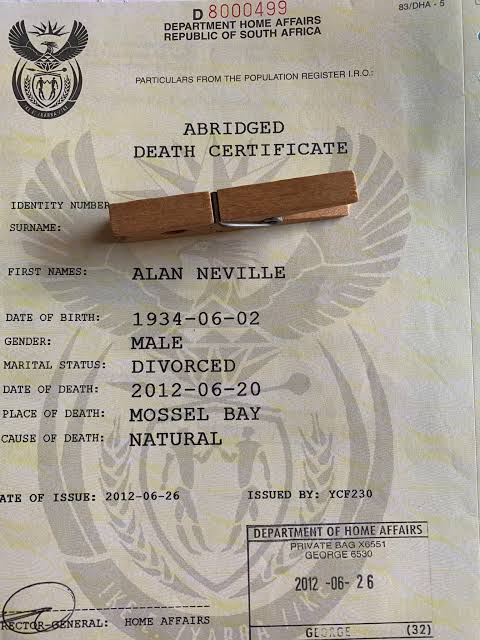 D 8000499
83/DHA - 5
DEPARTMENT HOME AFFAIRS
REPUBLIC OF SOUTH AFRICA
PARTICULARS FROM THE POPULATION REGISTER I.R.O.:
ABRIDGED
DEATH CERTIFICATE
IDENTITY NUMBER
SURNAME:
FIRST NAMES: ALAN NEVILLE
DATE OF BIRTH: 1934-06-02
GENDER: MALE
MARITAL STATUS: DIVORCED
DATE OF DEATH: 2012-06-20
PLACE OF DEATH: MOSSEL BAY
CAUSE OF DEATH: NATURAL
ATE OF ISSUE: 2012-06-26 ISSUED BY: YCF230
DEPARTMENT OF HOME AFFAIRS
PRIVATE BAG X6551
GEORGE 6530
2012 -06- 26
GEORGE (32)
RECTOR-GENERAL: HOME AFFAIRS